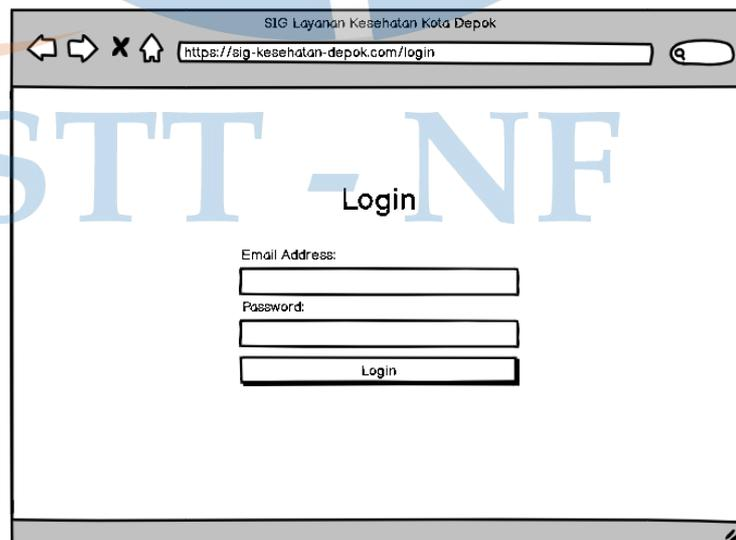 SIG Layanan Kesehatan Kota Depok
https://sig-kesehatan-depok.com/login
STT - NF
Login
Email Address:
Password:
Login